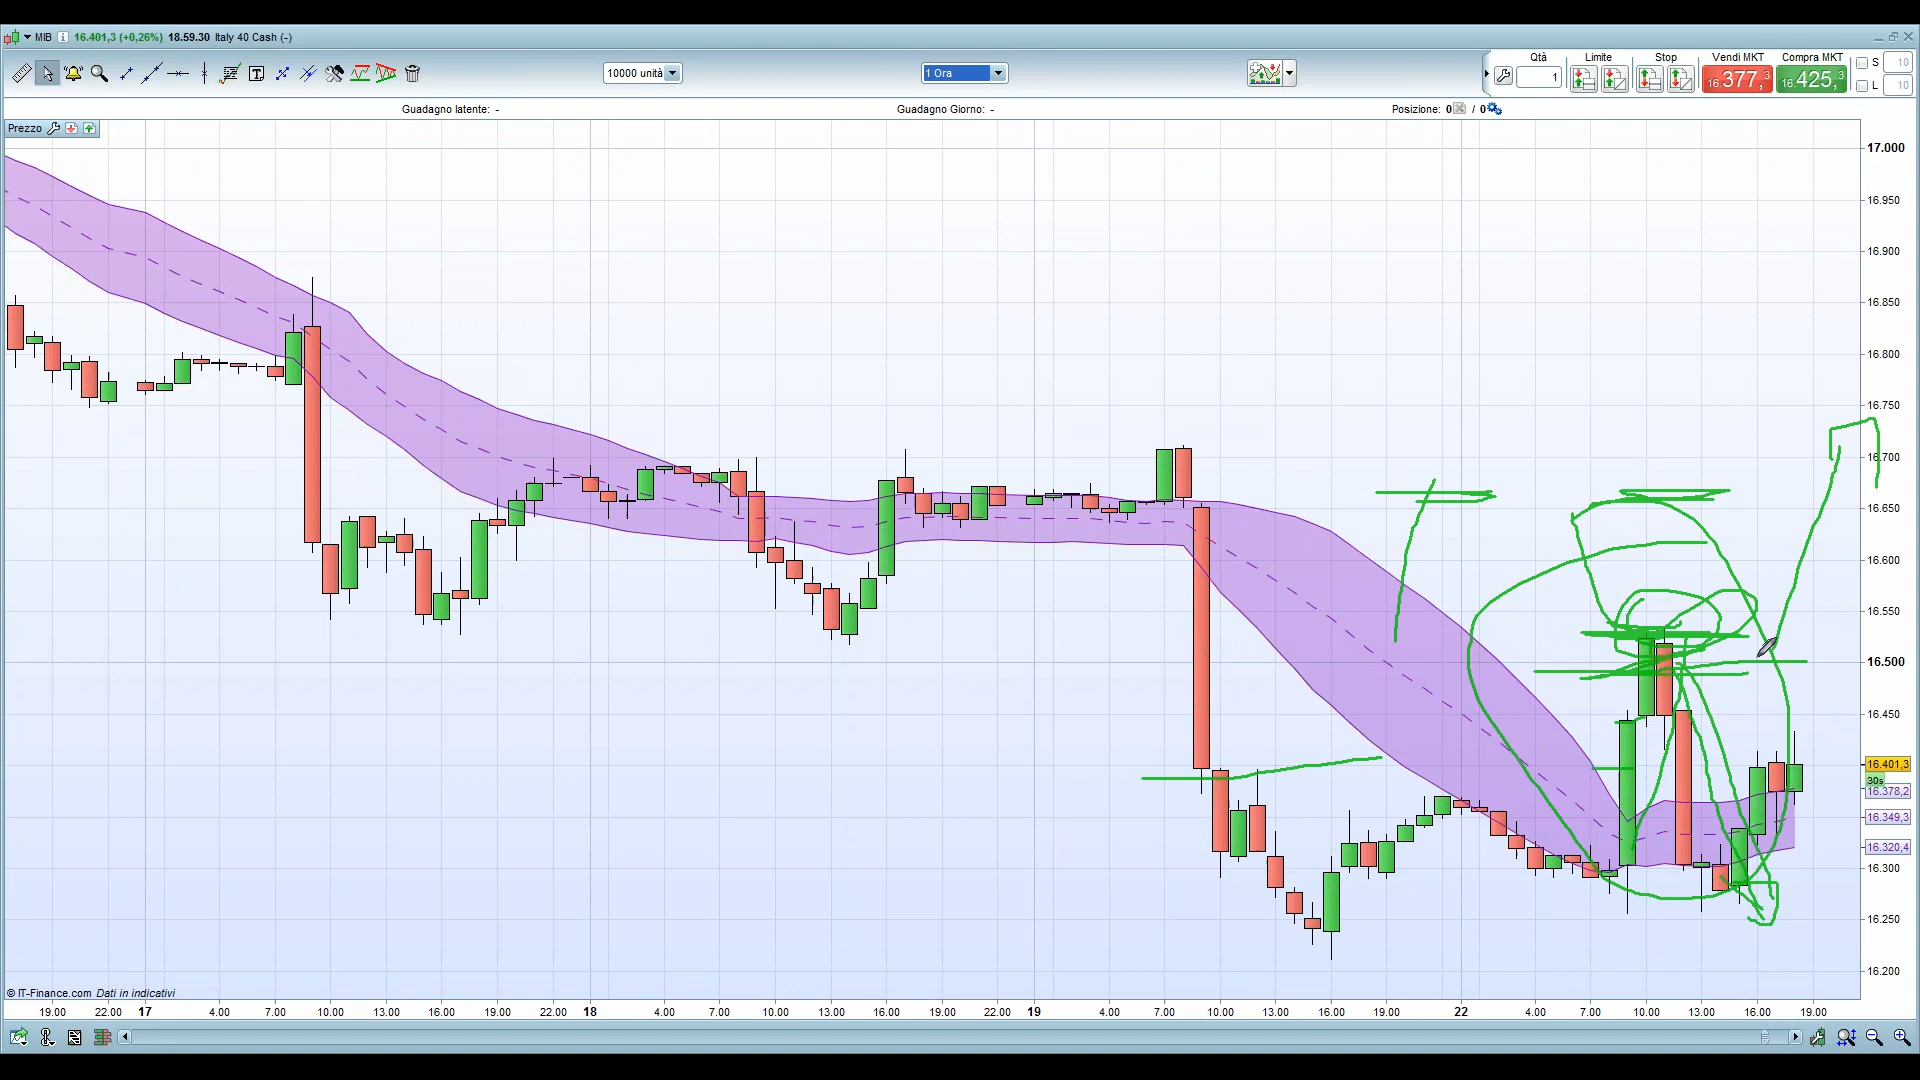 MIB 16.401,3 (+0,26%) 18.59.30 Italy 40 Cash (-)
10000 unità
1 Ora
Qtà Limite Stop Vendi MKT Compra MKT
1
16.377,3 16.425,3
S 10
L 10
Guadagno latente: - Guadagno Giorno: - Posizione: 0 / 0
Prezzo
17.000
16.950
16.900
16.850
16.800
16.750
16.700
16.650
16.600
16.550
16.500
16.450
16.401,3
30s
16.378,2
16.349,3
16.320,4
16.300
16.250
16.200
© IT-Finance.com Dati in indicativi
19.00 22.00 17 4.00 7.00 10.00 13.00 16.00 19.00 22.00 18 4.00 7.00 10.00 13.00 16.00 19.00 22.00 19 4.00 7.00 10.00 13.00 16.00 19.00 22 4.00 7.00 10.00 13.00 16.00 19.00